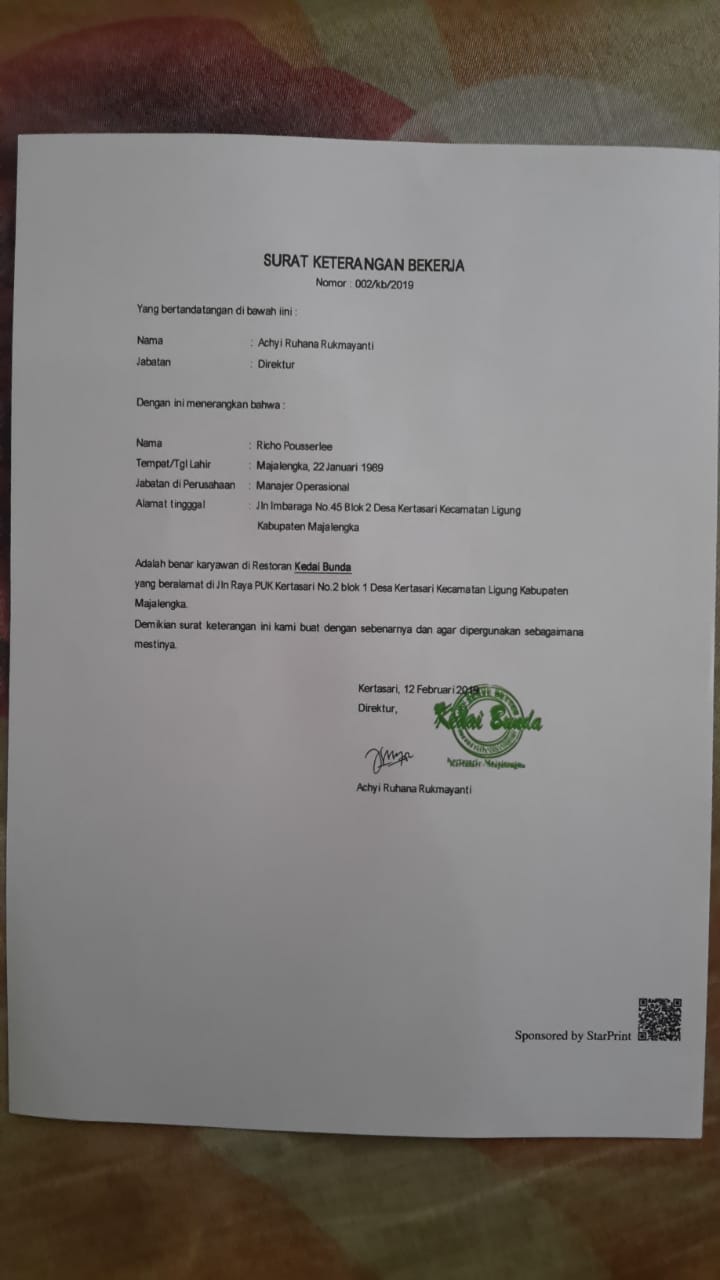 SURAT KETERANGAN BEKERJA
Nomor : 002/kb/2019
Yang bertandatangan di bawah iini :
Nama : Achyi Ruhana Rukmayanti
Jabatan : Direktur
Dengan ini menerangkan bahwa :
Nama : Richo Pousserlee
Tempat/Tgl Lahir : Majalengka, 22 Januari 1989
Jabatan di Perusahaan : Manajer Operasional
Alamat tingggal : Jln Imbaraga No.45 Blok 2 Desa Kertasari Kecamatan Ligung
Kabupaten Majalengka
Adalah benar karyawan di Restoran Kedai Bunda
yang beralamat di Jln Raya PUK Kertasari No.2 blok 1 Desa Kertasari Kecamatan Ligung Kabupaten
Majalengka.
Demikian surat keterangan ini kami buat dengan sebenarnya dan agar dipergunakan sebagaimana
mestinya.
Kertasari, 12 Februari 2019
Direktur,
Kedai Bunda
Achyi Ruhana Rukmayanti
Sponsored by StarPrint